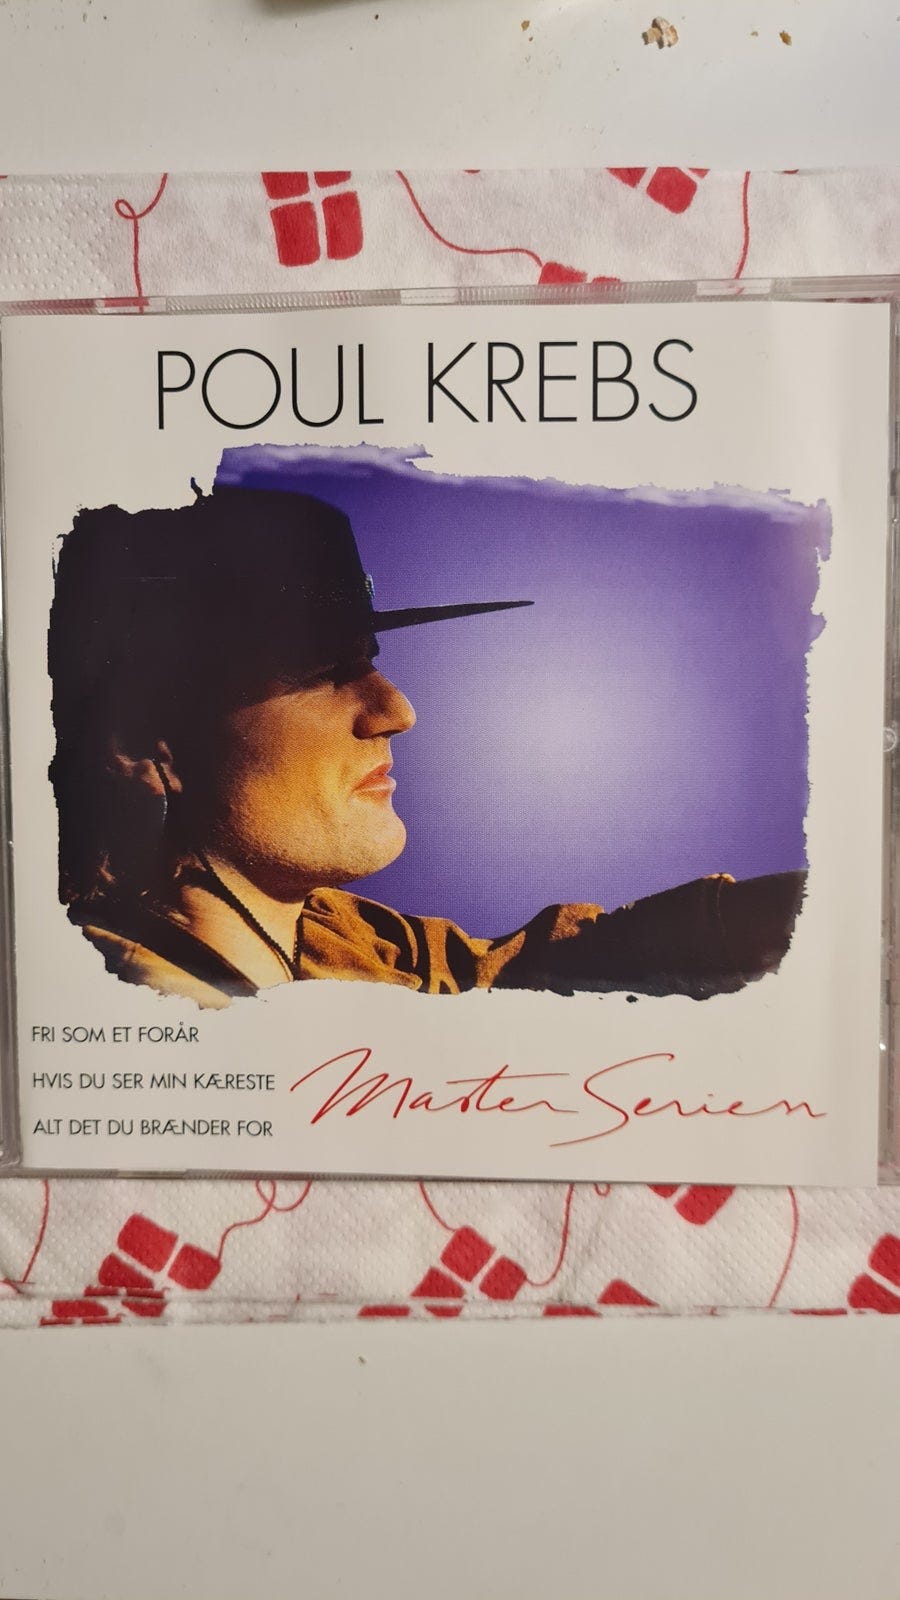 POUL KREBS
FRI SOM ET FORÅR
HVIS DU SER MIN KÆRESTE
ALT DET DU BRÆNDER FOR
Master Serien